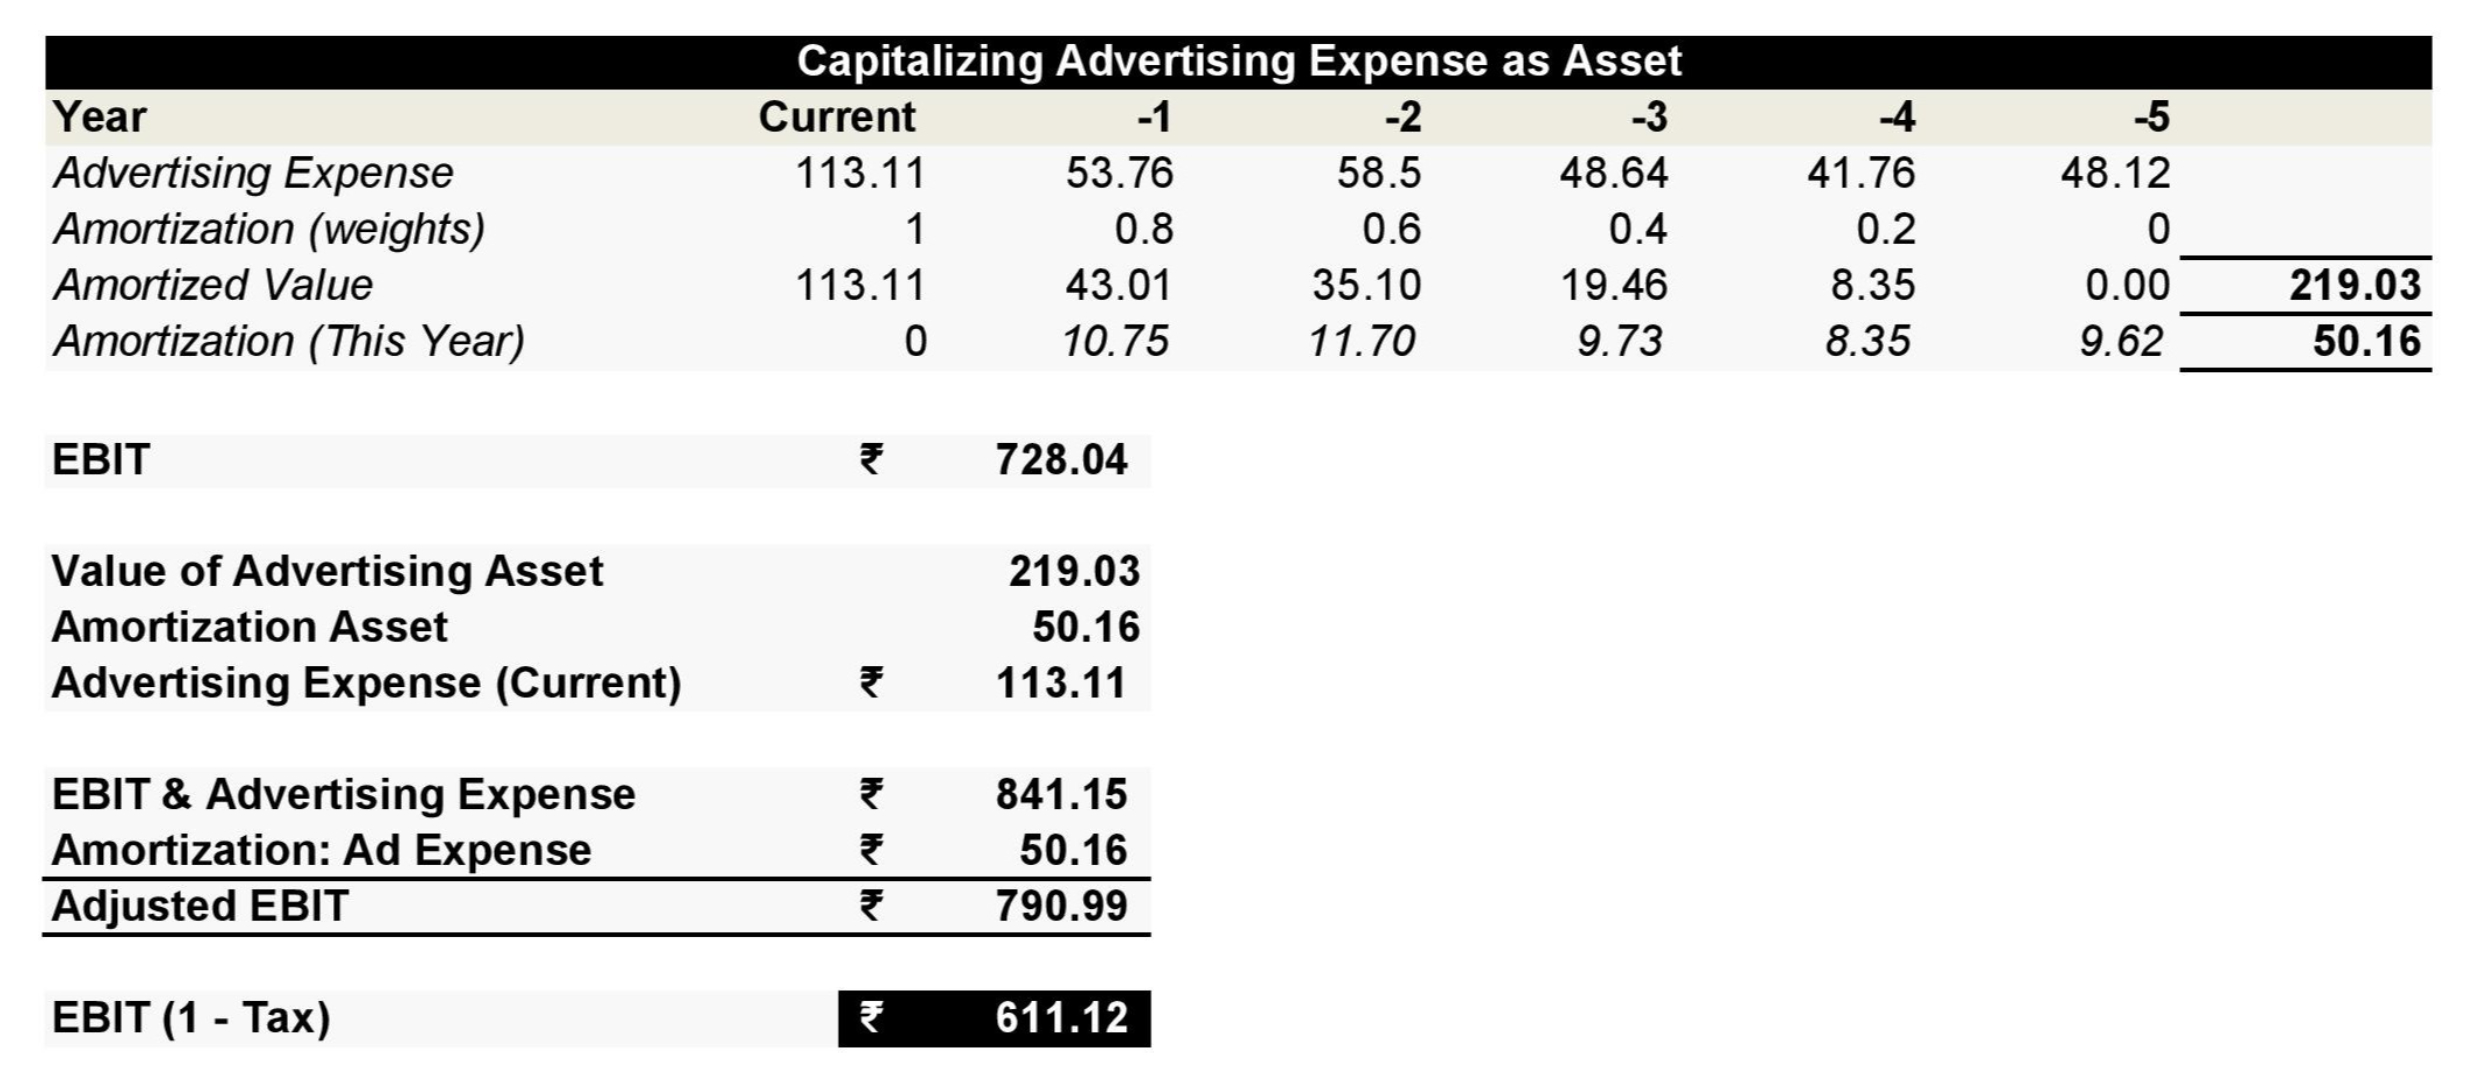 Capitalizing Advertising Expense as Asset
Year Current -1 -2 -3 -4 -5
Advertising Expense 113.11 53.76 58.5 48.64 41.76 48.12
Amortization (weights) 1 0.8 0.6 0.4 0.2 0
Amortized Value 113.11 43.01 35.10 19.46 8.35 0.00 219.03
Amortization (This Year) 0 10.75 11.70 9.73 8.35 9.62 50.16
EBIT ₹ 728.04
Value of Advertising Asset 219.03
Amortization Asset 50.16
Advertising Expense (Current) ₹ 113.11
EBIT & Advertising Expense ₹ 841.15
Amortization: Ad Expense ₹ 50.16
Adjusted EBIT ₹ 790.99
EBIT (1 - Tax) ₹ 611.12